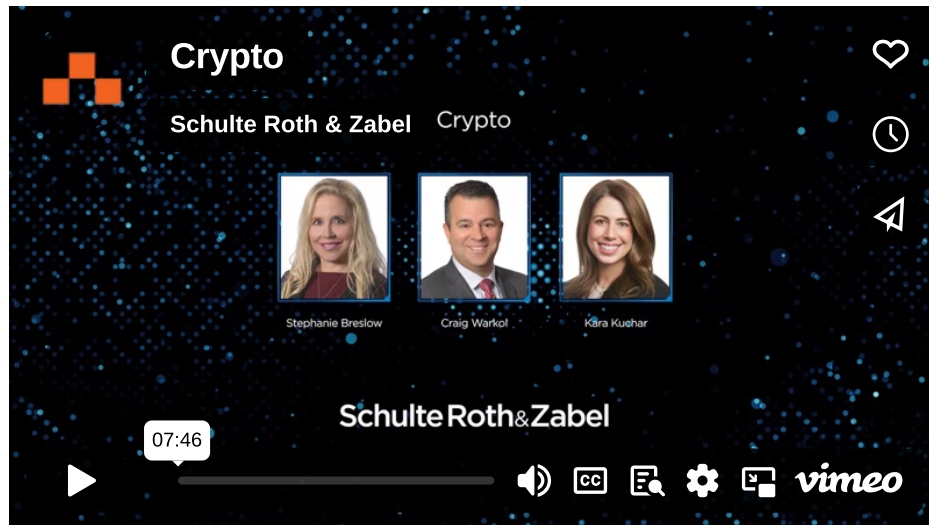 Crypto
Schulte Roth & Zabel
Crypto
Stephanie Breslow
Craig Warkol
Kara Kuchar
Schulte Roth & Zabel
07:46
CC
vimeo